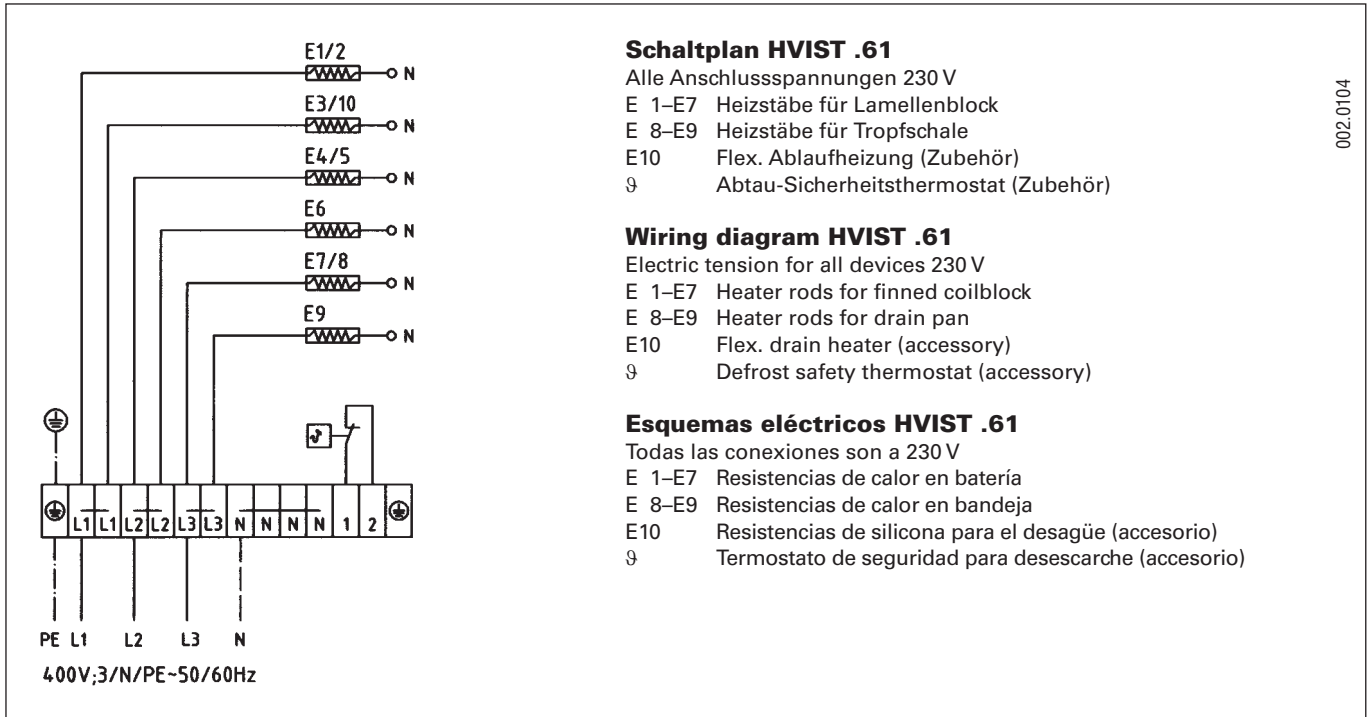 E1/2
N
E3/10
N
E4/5
N
E6
N
E7/8
N
E9
N
L1 L1 L2 L2 L3 L3 N N N N 1 2
PE L1 L2 L3 N
400V;3/N/PE~50/60Hz
Schaltplan HVIST .61
Alle Anschlussspannungen 230 V
E 1–E7 Heizstäbe für Lamellenblock
E 8–E9 Heizstäbe für Tropfschale
E10 Flex. Ablaufheizung (Zubehör)
ϑ Abtau-Sicherheitsthermostat (Zubehör)
Wiring diagram HVIST .61
Electric tension for all devices 230 V
E 1–E7 Heater rods for finned coilblock
E 8–E9 Heater rods for drain pan
E10 Flex. drain heater (accessory)
ϑ Defrost safety thermostat (accessory)
Esquemas eléctricos HVIST .61
Todas las conexiones son a 230 V
E 1–E7 Resistencias de calor en batería
E 8–E9 Resistencias de calor en bandeja
E10 Resistencias de silicona para el desagüe (accesorio)
ϑ Termostato de seguridad para desescarche (accesorio)
002.0104